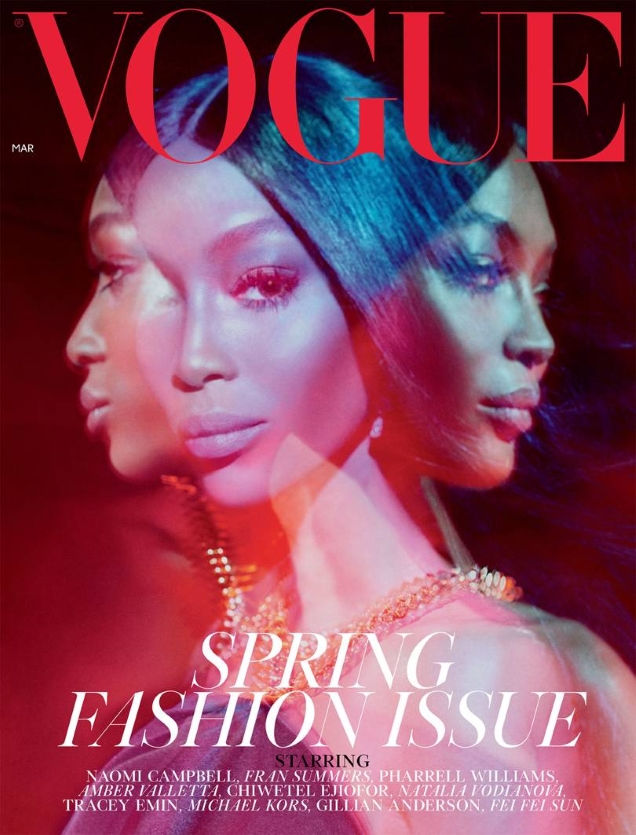 VOGUE
®
MAR
SPRING
FASHION ISSUE
STARRING
NAOMI CAMPBELL, FRAN SUMMERS, PHARRELL WILLIAMS,
AMBER VALLETTA, CHIWETEL EJIOFOR, NATALIA VODIANOVA,
TRACEY EMIN, MICHAEL KORS, GILLIAN ANDERSON, FEI FEI SUN